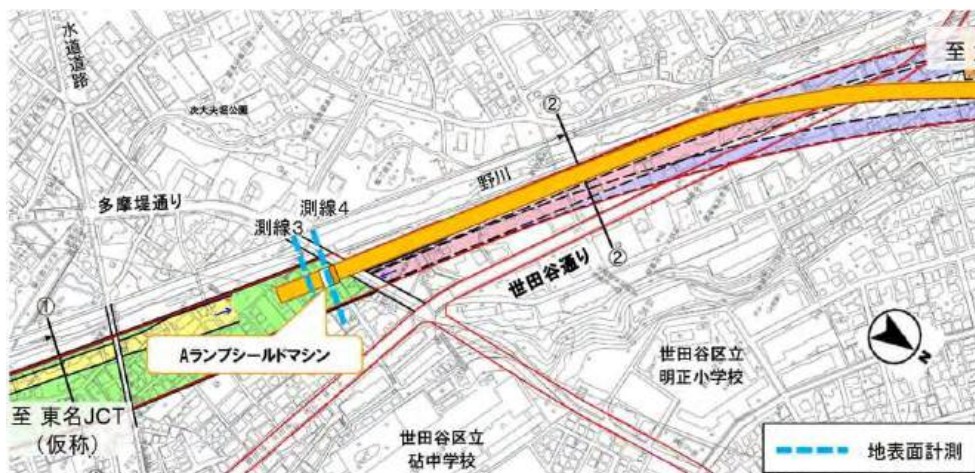 水道道路
次大夫堀公園
至
②
野川
多摩堤通り
測線4
測線3
世田谷通り
②
①
Aランプシールドマシン
至 東名JCT
(仮称)
世田谷区立
明正小学校
N
世田谷区立
砧中学校
地表面計測